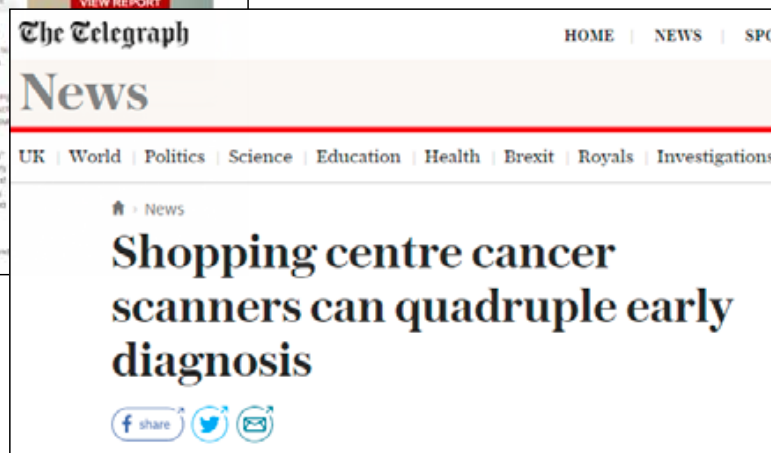 VIEW REPORT
The Telegraph
HOME NEWS
News
UK World Politics Science Education Health Brexit Royals Investigations
News
Shopping centre cancer
scanners can quadruple early
diagnosis
share